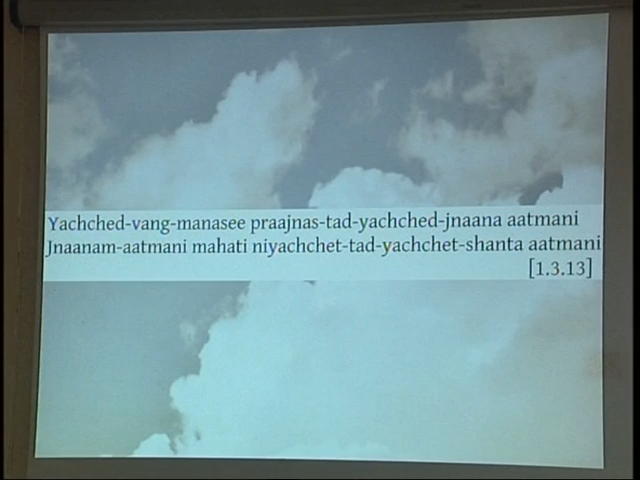 Yachched-vang-manasee praajnas-tad-yachched-jnaana aatmani
Jnaanam-aatmani mahati niyachchet-tad-yachchet-shanta aatmani
[1.3.13]